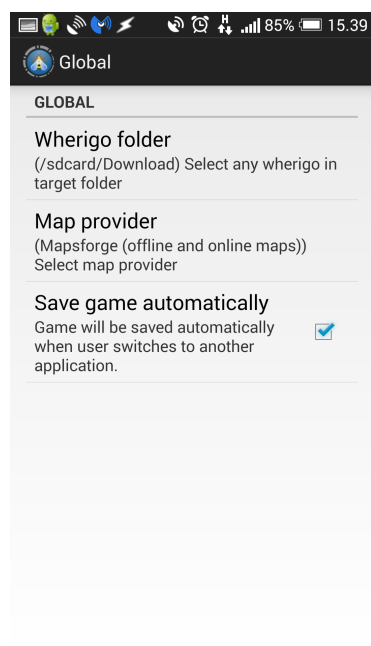 H 85% 15.39
Global
GLOBAL
Wherigo folder
(/sdcard/Download) Select any wherigo in
target folder
Map provider
(Mapsforge (offline and online maps))
Select map provider
Save game automatically
Game will be saved automatically
when user switches to another
application.